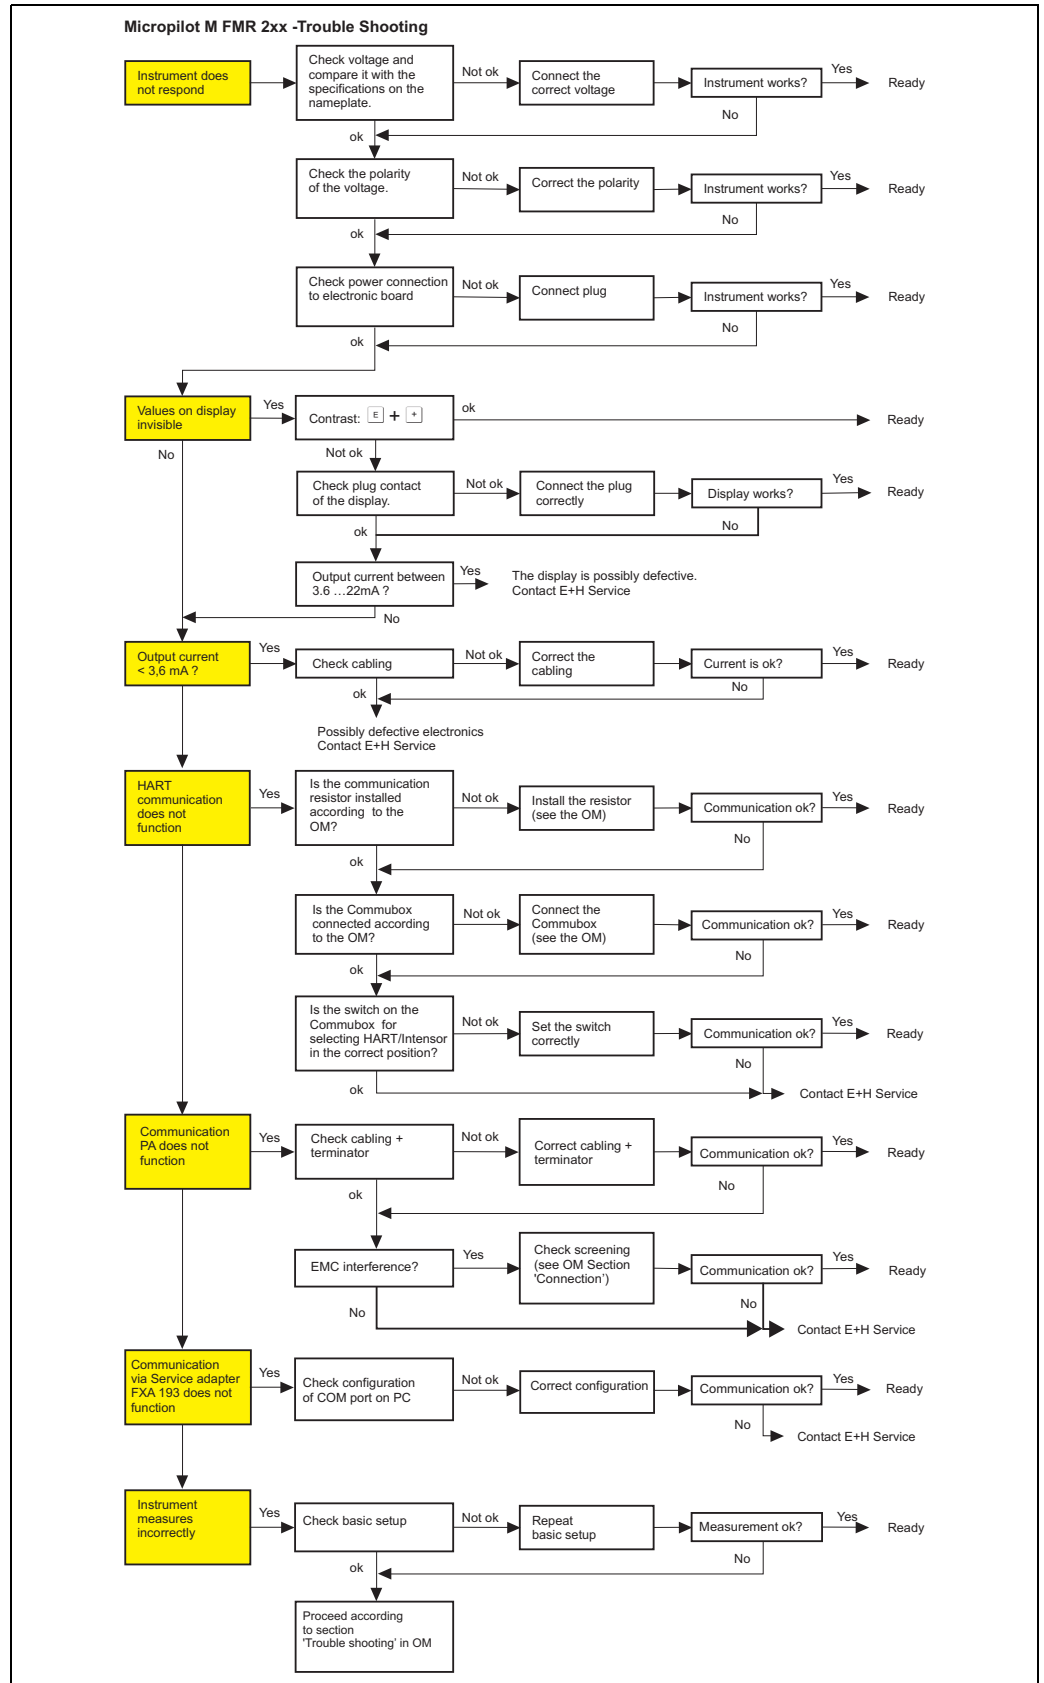 Micropilot M FMR 2xx -Trouble Shooting
Instrument does
not respond
Check voltage and
compare it with the
specifications on the
nameplate.
Not ok
Connect the
correct voltage
Instrument works?
Yes
Ready
No
ok
Check the polarity
of the voltage.
Not ok
Correct the polarity
Instrument works?
Yes
Ready
No
ok
Check power connection
to electronic board
Not ok
Connect plug
Instrument works?
Yes
Ready
No
ok
Values on display
invisible
Yes
Contrast: E + +
ok
Ready
No
Not ok
Check plug contact
of the display.
Not ok
Connect the plug
correctly
Display works?
Yes
Ready
No
ok
Output current between
3.6 ...22mA ?
Yes
The display is possibly defective.
Contact E+H Service
No
Output current
< 3,6 mA ?
Yes
Check cabling
Not ok
Correct the
cabling
Current is ok?
Yes
Ready
No
ok
Possibly defective electronics
Contact E+H Service
HART
communication
does not
function
Yes
Is the communication
resistor installed
according to the
OM?
Not ok
Install the resistor
(see the OM)
Communication ok?
Yes
Ready
No
ok
Is the Commubox
connected according
to the OM?
Not ok
Connect the
Commubox
(see the OM)
Communication ok?
Yes
Ready
No
ok
Is the switch on the
Commubox for
selecting HART/Intensor
in the correct position?
Not ok
Set the switch
correctly
Communication ok?
Yes
Ready
No
ok
Contact E+H Service
Communication
PA does not
function
Yes
Check cabling +
terminator
Not ok
Correct cabling +
terminator
Communication ok?
Yes
Ready
No
ok
EMC interference?
Yes
Check screening
(see OM Section
'Connection')
Communication ok?
Yes
Ready
No
No
Contact E+H Service
Communication
via Service adapter
FXA 193 does not
function
Yes
Check configuration
of COM port on PC
Not ok
Correct configuration
Communication ok?
Yes
Ready
No
Contact E+H Service
Instrument
measures
incorrectly
Yes
Check basic setup
Not ok
Repeat
basic setup
Measurement ok?
Yes
Ready
No
ok
Proceed according
to section
'Trouble shooting' in OM